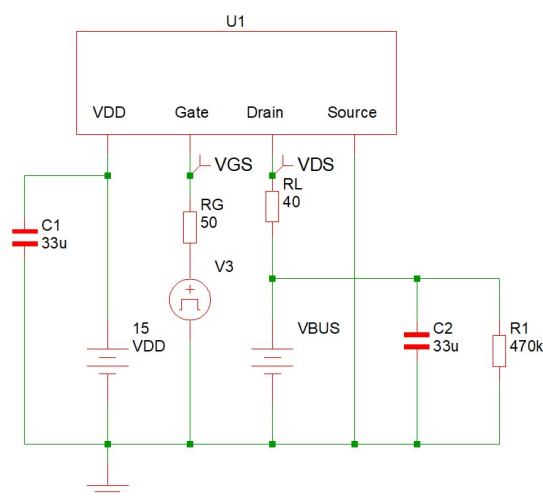 U1
VDD Gate Drain Source
VGS VDS
RG
50
RL
40
C1
33u
V3
15
VDD
VBUS
C2
33u
R1
470k